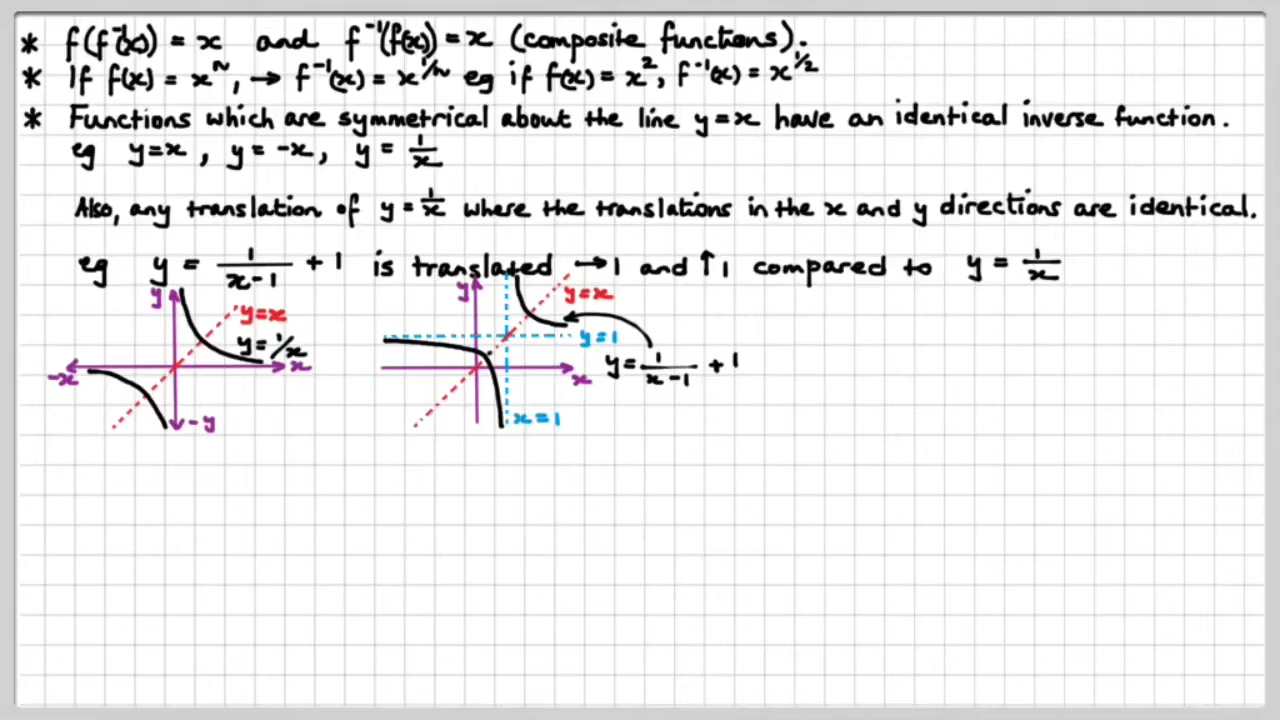 * f(f⁻¹(x)) = x and f⁻¹(f(x)) = x (composite functions).
* If f(x) = xⁿ, → f⁻¹(x) = x^(1/n) eg if f(x) = x², f⁻¹(x) = x^(1/2)
* Functions which are symmetrical about the line y=x have an identical inverse function.
eg y=x, y = -x, y = 1/x
Also, any translation of y = 1/x where the translations in the x and y directions are identical.
eg y = 1/(x-1) + 1 is translated →1 and ↑1 compared to y = 1/x
y
y=x
y = 1/x
x
-x
-y
y
y=x
y=1
y = 1/(x-1) + 1
x
x=1